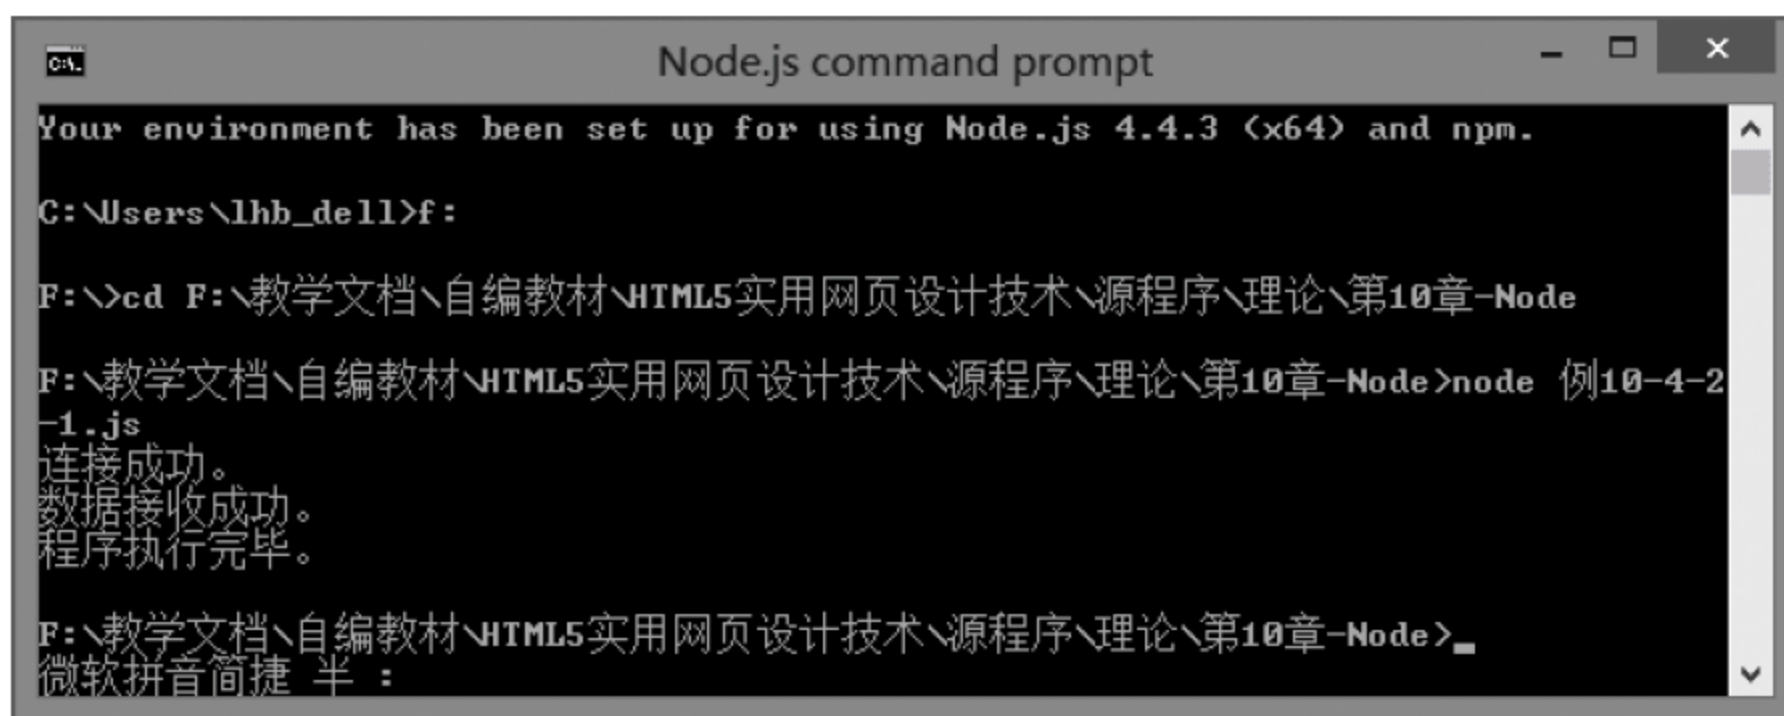 C:\.
Node.js command prompt
Your environment has been set up for using Node.js 4.4.3 (x64) and npm.
C:\Users\lhb_dell>f:
F:\>cd F:\教学文档\自编教材\HTML5实用网页设计技术\源程序\理论\第10章-Node
F:\教学文档\自编教材\HTML5实用网页设计技术\源程序\理论\第10章-Node>node 例10-4-2
-1.js
连接成功。
数据接收成功。
程序执行完毕。
F:\教学文档\自编教材\HTML5实用网页设计技术\源程序\理论\第10章-Node>_
微软拼音简捷 半 :